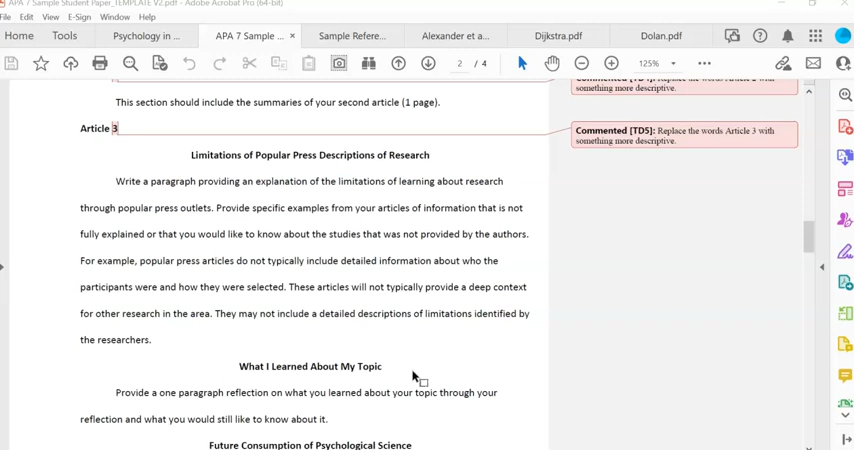 APA 7 Sample Student Paper_TEMPLATE V2.pdf - Adobe Acrobat Pro (64-bit)
File Edit View E-Sign Window Help
Home Tools Psychology in ... APA 7 Sample ... × Sample Refere... Alexander et a... Dijkstra.pdf Dolan.pdf
2 / 4 125%
something more descriptive.
This section should include the summaries of your second article (1 page).
Article 3
Commented [TD5]: Replace the words Article 3 with
something more descriptive.
Limitations of Popular Press Descriptions of Research
Write a paragraph providing an explanation of the limitations of learning about research
through popular press outlets. Provide specific examples from your articles of information that is not
fully explained or that you would like to know about the studies that was not provided by the authors.
For example, popular press articles do not typically include detailed information about who the
participants were and how they were selected. These articles will not typically provide a deep context
for other research in the area. They may not include a detailed descriptions of limitations identified by
the researchers.
What I Learned About My Topic
Provide a one paragraph reflection on what you learned about your topic through your
reflection and what you would still like to know about it.
Future Consumption of Psychological Science